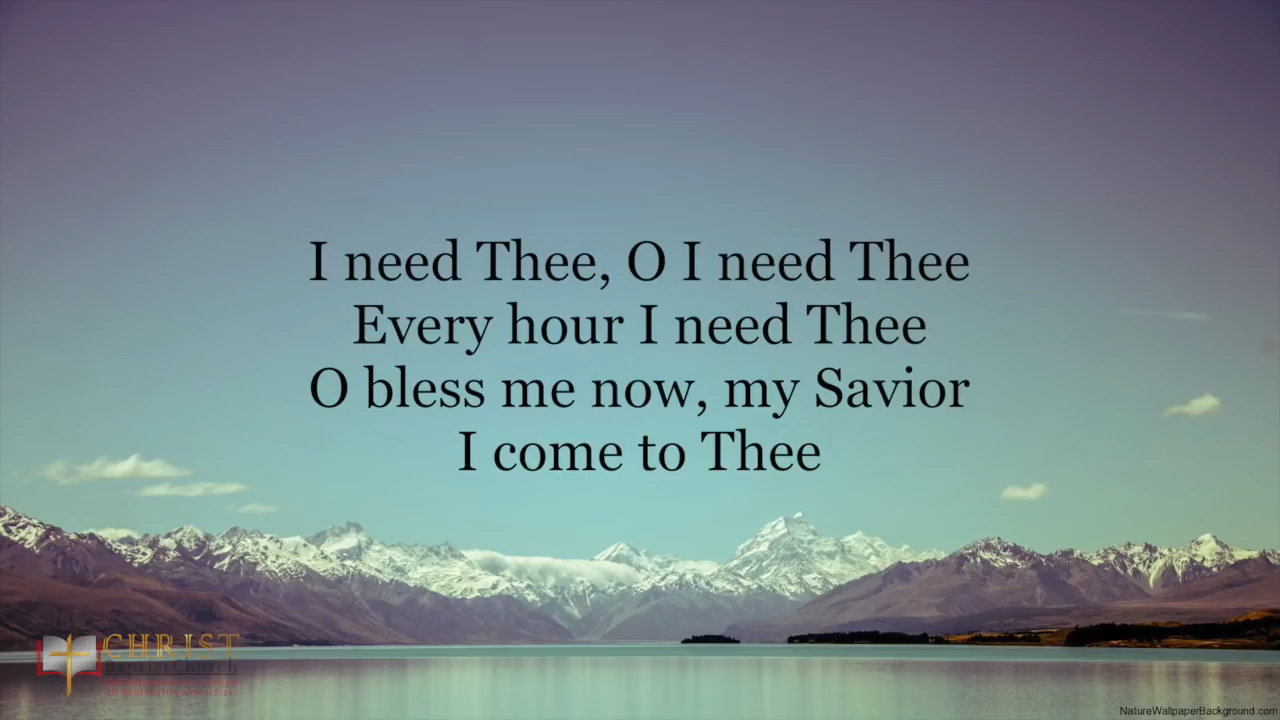 I need Thee, O I need Thee
Every hour I need Thee
O bless me now, my Savior
I come to Thee
CHRIST
Church
NatureWallpaperBackground.com